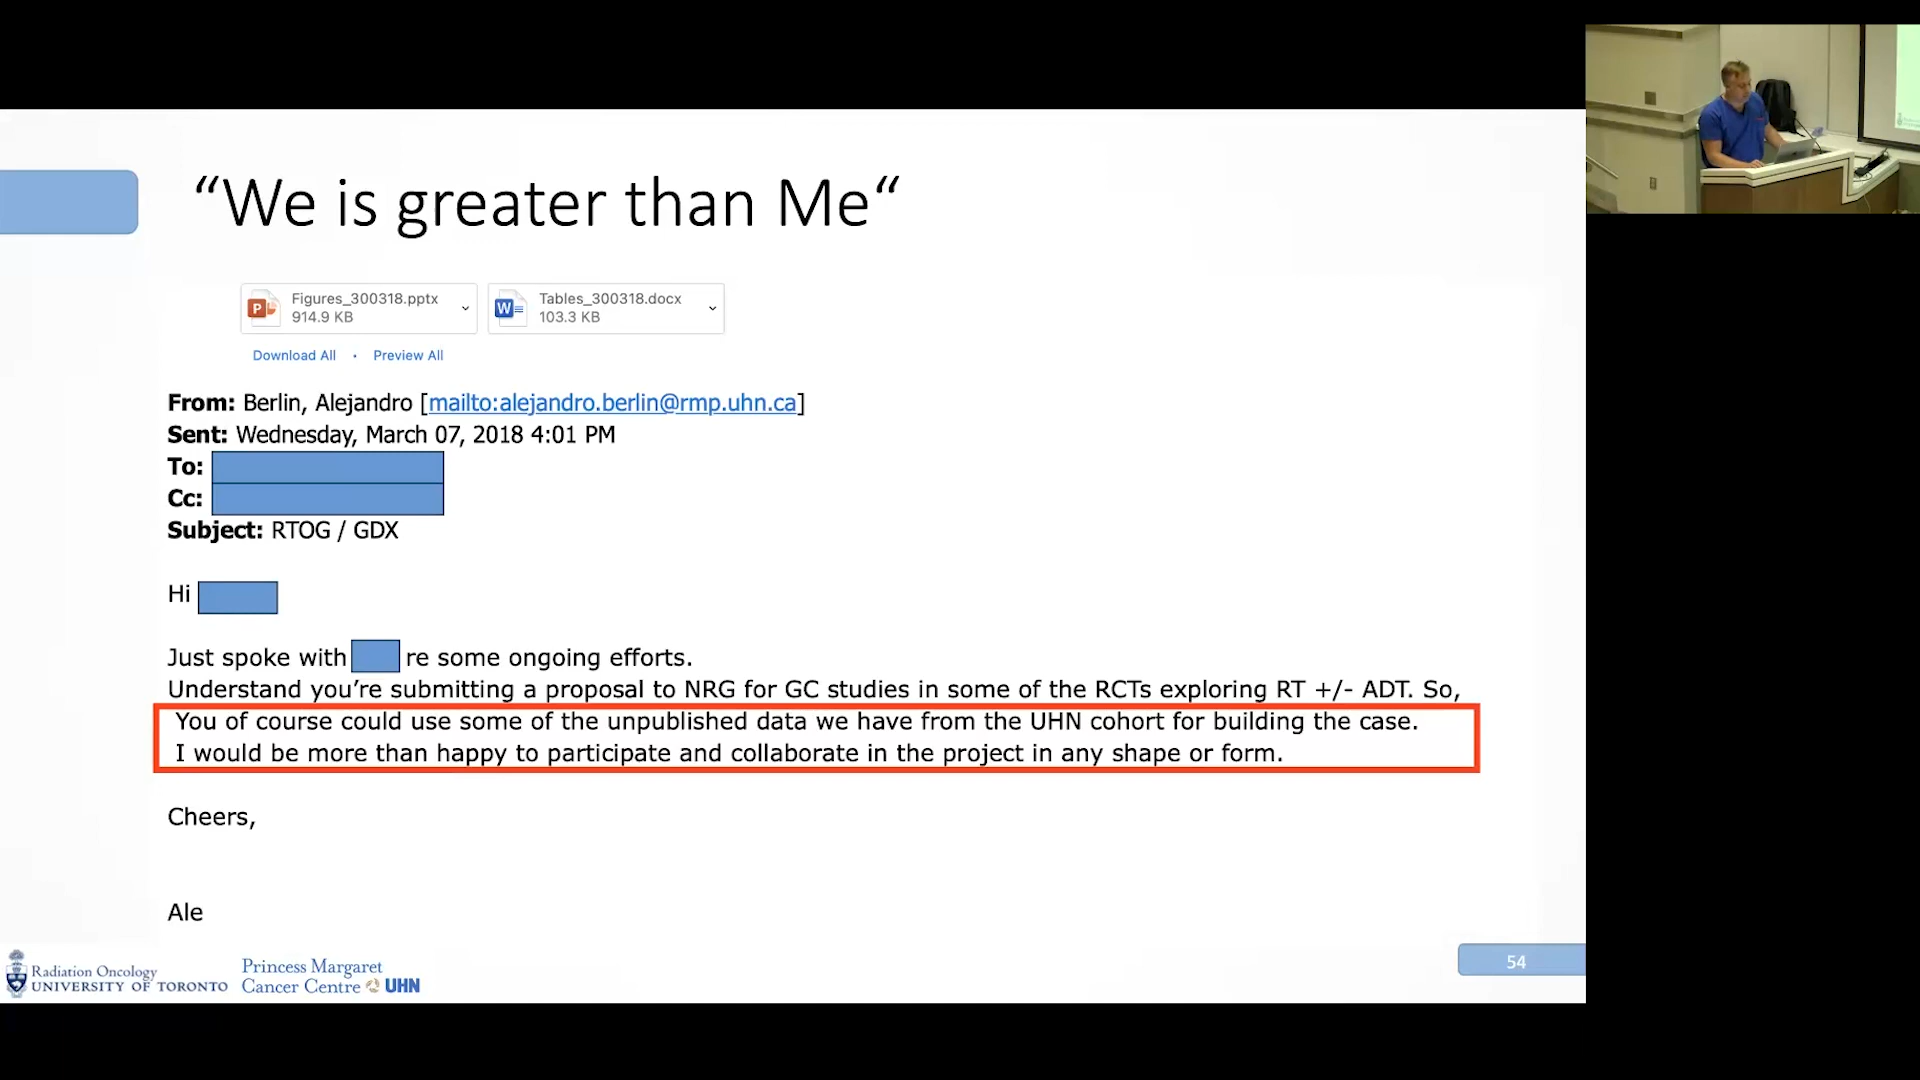 “We is greater than Me“
Figures_300318.pptx
914.9 KB
Tables_300318.docx
103.3 KB
Download All • Preview All
From: Berlin, Alejandro [mailto:alejandro.berlin@rmp.uhn.ca]
Sent: Wednesday, March 07, 2018 4:01 PM
To:
Cc:
Subject: RTOG / GDX
Hi
Just spoke with re some ongoing efforts.
Understand you’re submitting a proposal to NRG for GC studies in some of the RCTs exploring RT +/- ADT. So,
You of course could use some of the unpublished data we have from the UHN cohort for building the case.
I would be more than happy to participate and collaborate in the project in any shape or form.
Cheers,
Ale
Radiation Oncology
UNIVERSITY OF TORONTO
Princess Margaret
Cancer Centre UHN
54